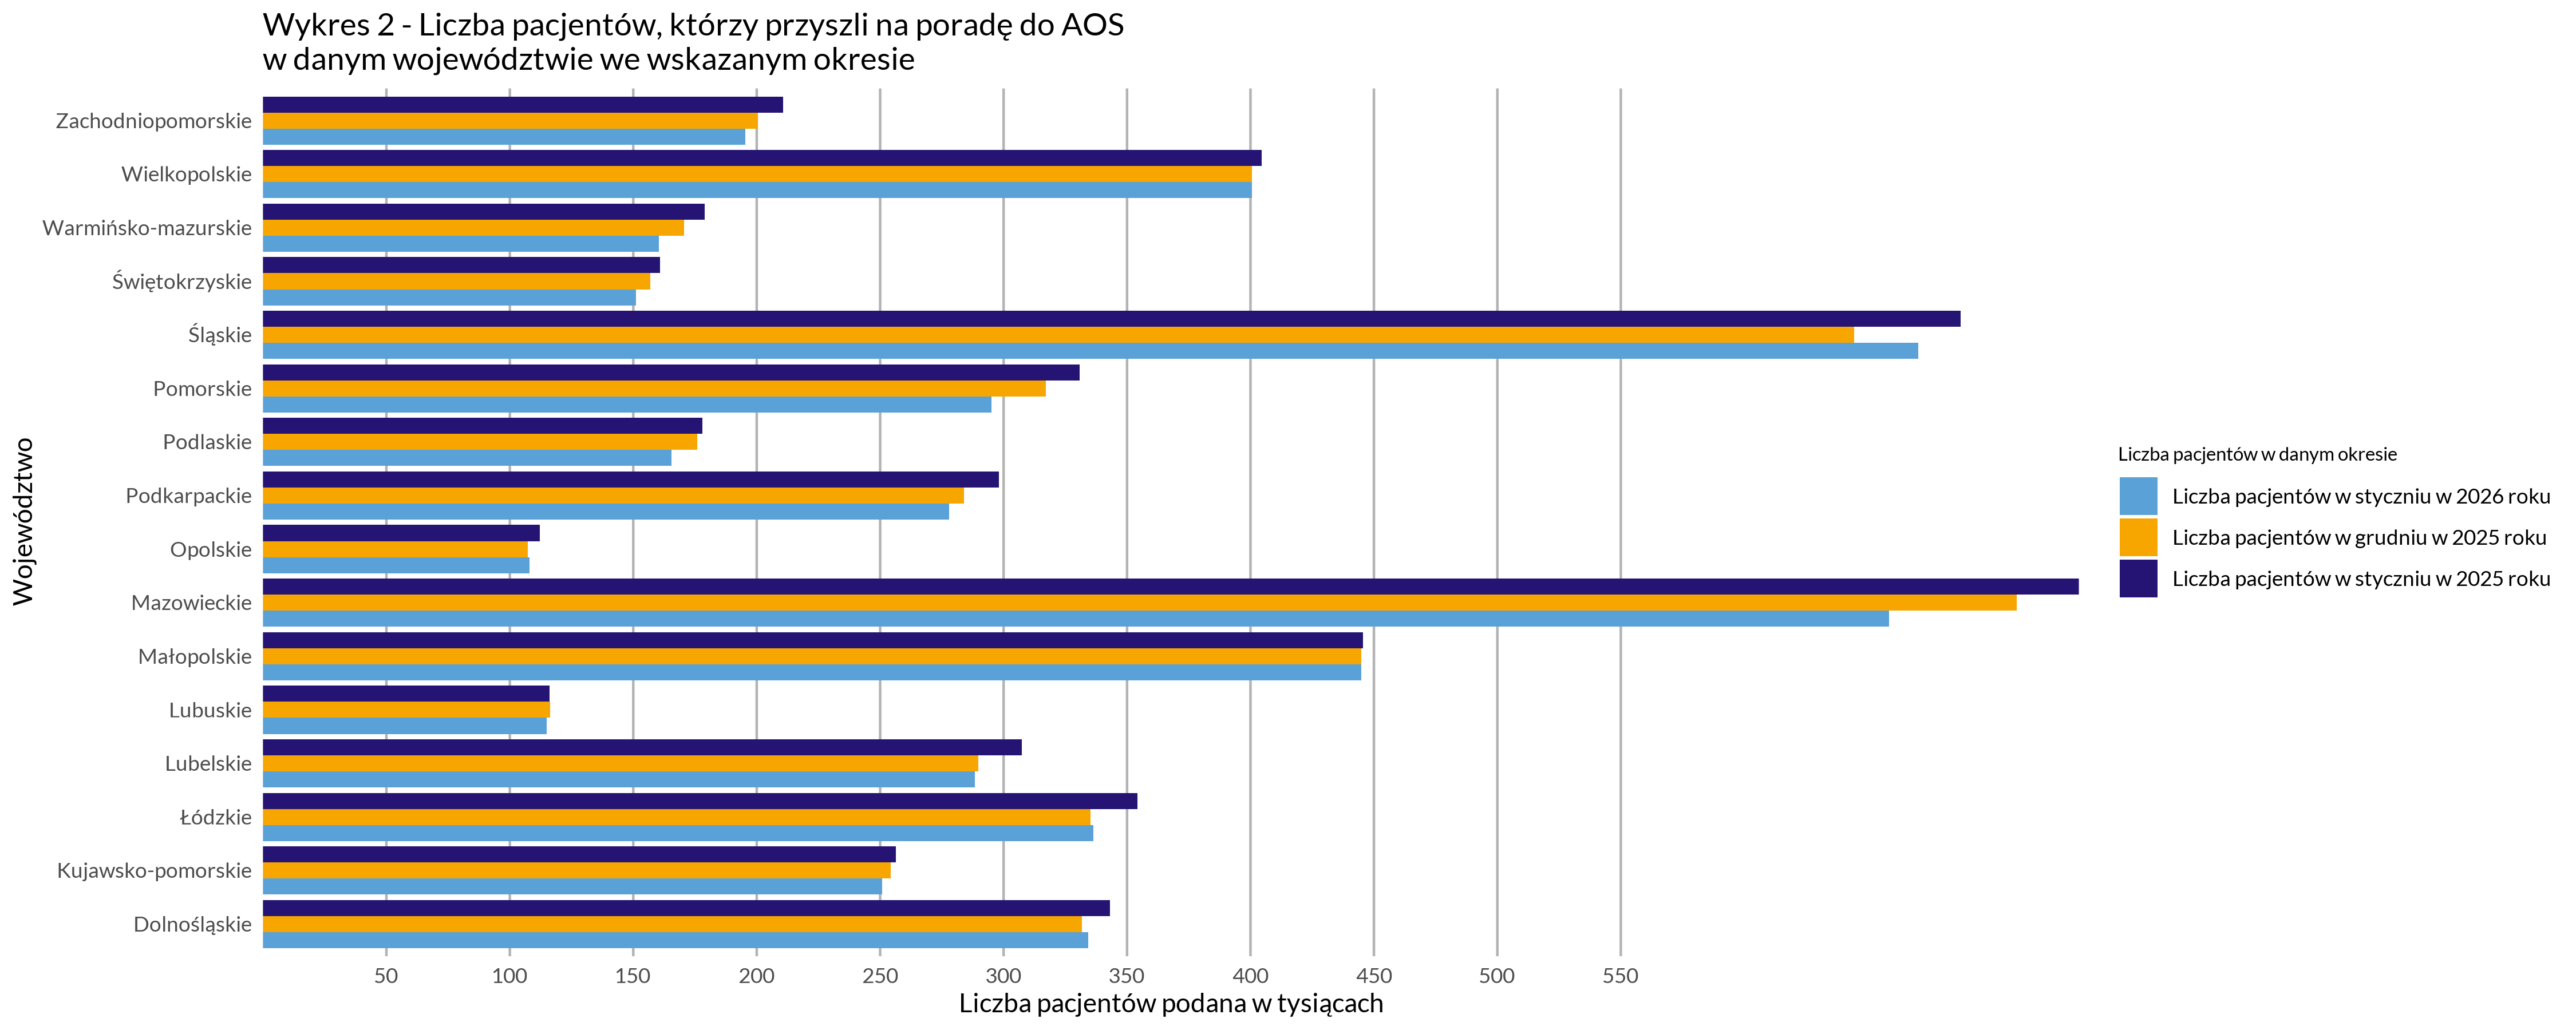 Wykres 2 - Liczba pacjentów, którzy przyszli na poradę do AOS
w danym województwie we wskazanym okresie
Województwo
Zachodniopomorskie
Wielkopolskie
Warmińsko-mazurskie
Świętokrzyskie
Śląskie
Pomorskie
Podlaskie
Podkarpackie
Opolskie
Mazowieckie
Małopolskie
Lubuskie
Lubelskie
Łódzkie
Kujawsko-pomorskie
Dolnośląskie
50 100 150 200 250 300 350 400 450 500 550
Liczba pacjentów podana w tysiącach
Liczba pacjentów w danym okresie
Liczba pacjentów w styczniu w 2026 roku
Liczba pacjentów w grudniu w 2025 roku
Liczba pacjentów w styczniu w 2025 roku